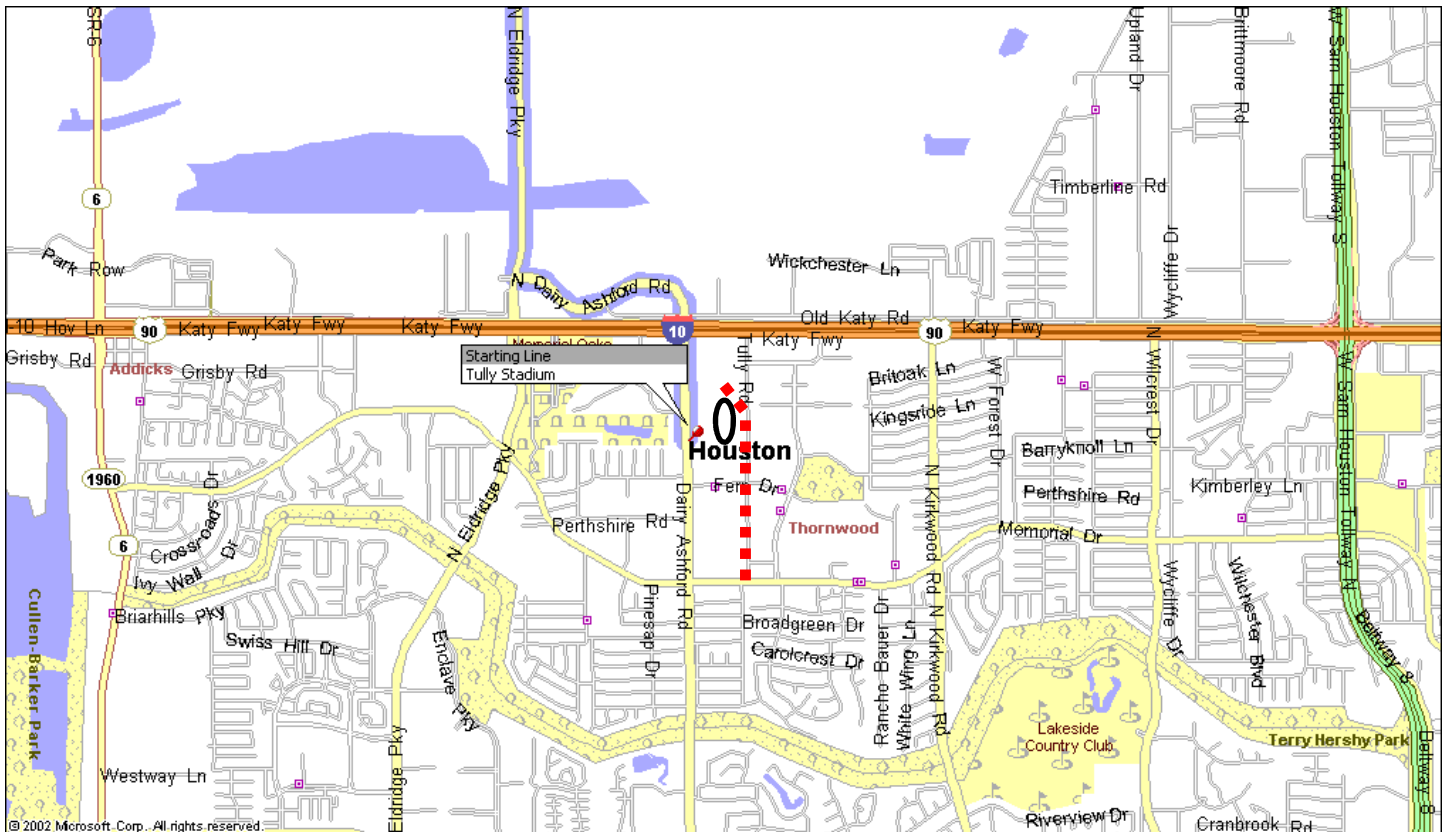 SR-6
N Eldridge Pky
Upland Dr
Brittmoore Rd
W Sam Houston Tollway S
Timberline Rd
6
Park Row
Wickchester Ln
Wycliffe Dr
N Dairy Ashford Rd
-10 Hov Ln
90
Katy Fwy
Katy Fwy
Katy Fwy
10
Old Katy Rd
90
Katy Fwy
Katy Fwy
Grisby Rd
Addicks
Grisby Rd
Starting Line
Tully Stadium
Tully Rd
Britoak Ln
Kingsride Ln
W Forest Dr
N Wilcrest Dr
W Sam Houston Tollway N
Houston
Barryknoll Ln
1960
Fern Dr
Perthshire Rd
Kimberley Ln
Crossroads Dr
N Eldridge Pky
Perthshire Rd
Dairy Ashford Rd
Thornwood
N Kirkwood Rd
Memorial Dr
6
Ivy Wall Dr
Briarhills Pky
Cullen-Barker Park
Swiss Hill Dr
Enclave Pky
Pinesap Dr
Broadgreen Dr
Carolcrest Dr
Rancho Bauer Dr
White Wing Ln
N Kirkwood Rd
Wycliffe Dr
Wilchester Blvd
Beltway 8
Lakeside
Country Club
Terry Hershy Park
Beltway 8
Westway Ln
Eldridge Pky
Riverview Dr
Cranbrook Rd
© 2002 Microsoft Corp. All rights reserved.